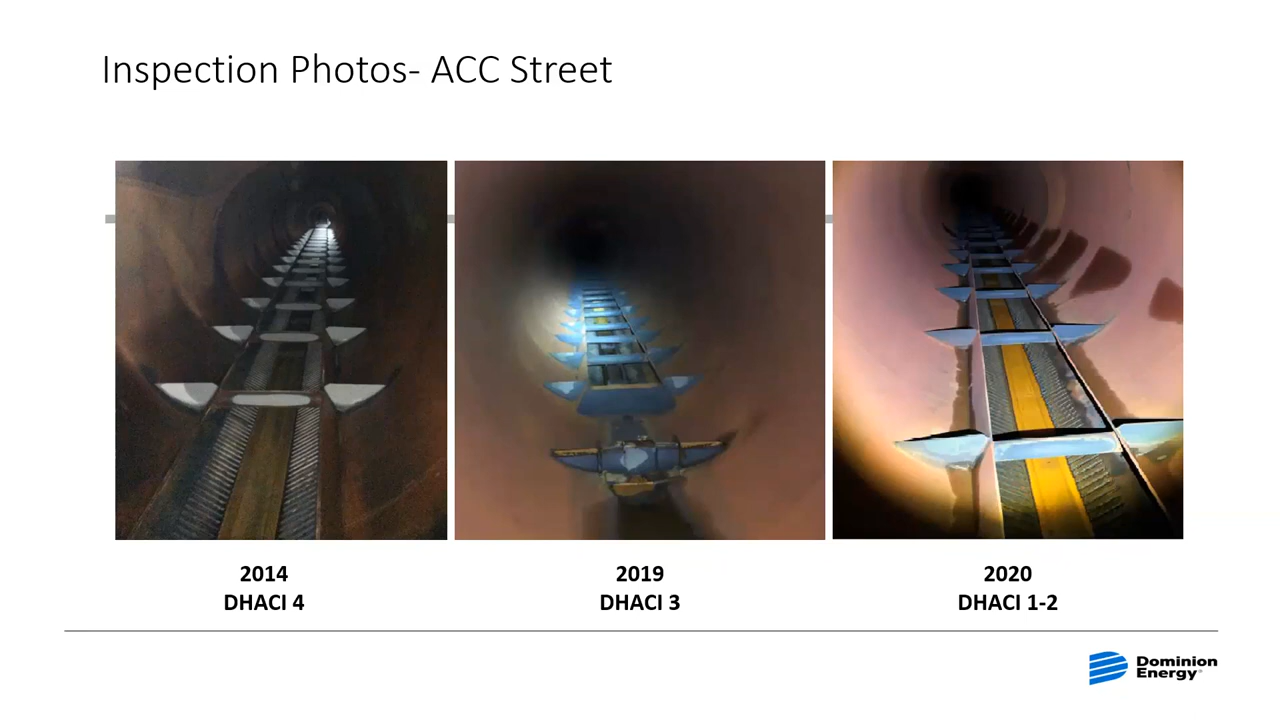 Inspection Photos- ACC Street
2014
DHACI 4
2019
DHACI 3
2020
DHACI 1-2
Dominion
Energy®